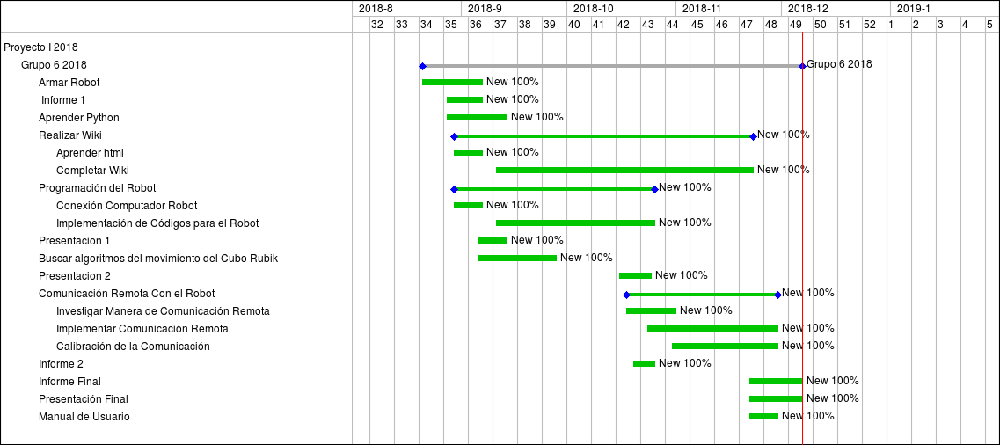 2018-8 2018-9 2018-10 2018-11 2018-12 2019-1
32 33 34 35 36 37 38 39 40 41 42 43 44 45 46 47 48 49 50 51 52 1 2 3 4 5
Proyecto I 2018
Grupo 6 2018 Grupo 6 2018
Armar Robot New 100%
Informe 1 New 100%
Aprender Python New 100%
Realizar Wiki New 100%
Aprender html New 100%
Completar Wiki New 100%
Programación del Robot New 100%
Conexión Computador Robot New 100%
Implementación de Códigos para el Robot New 100%
Presentacion 1 New 100%
Buscar algoritmos del movimiento del Cubo Rubik New 100%
Presentacion 2 New 100%
Comunicación Remota Con el Robot New 100%
Investigar Manera de Comunicación Remota New 100%
Implementar Comunicación Remota New 100%
Calibración de la Comunicación New 100%
Informe 2 New 100%
Informe Final New 100%
Presentación Final New 100%
Manual de Usuario New 100%